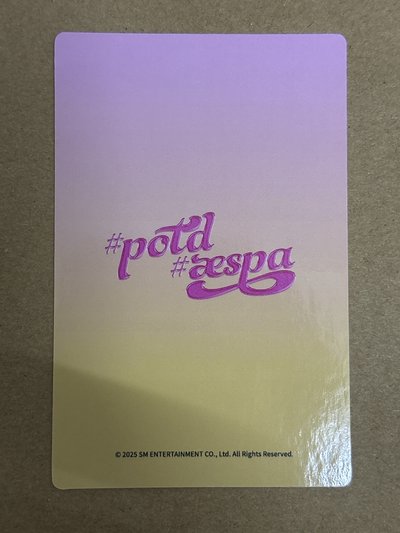 #potd
#æspa
© 2025 SM ENTERTAINMENT CO., Ltd. All Rights Reserved.